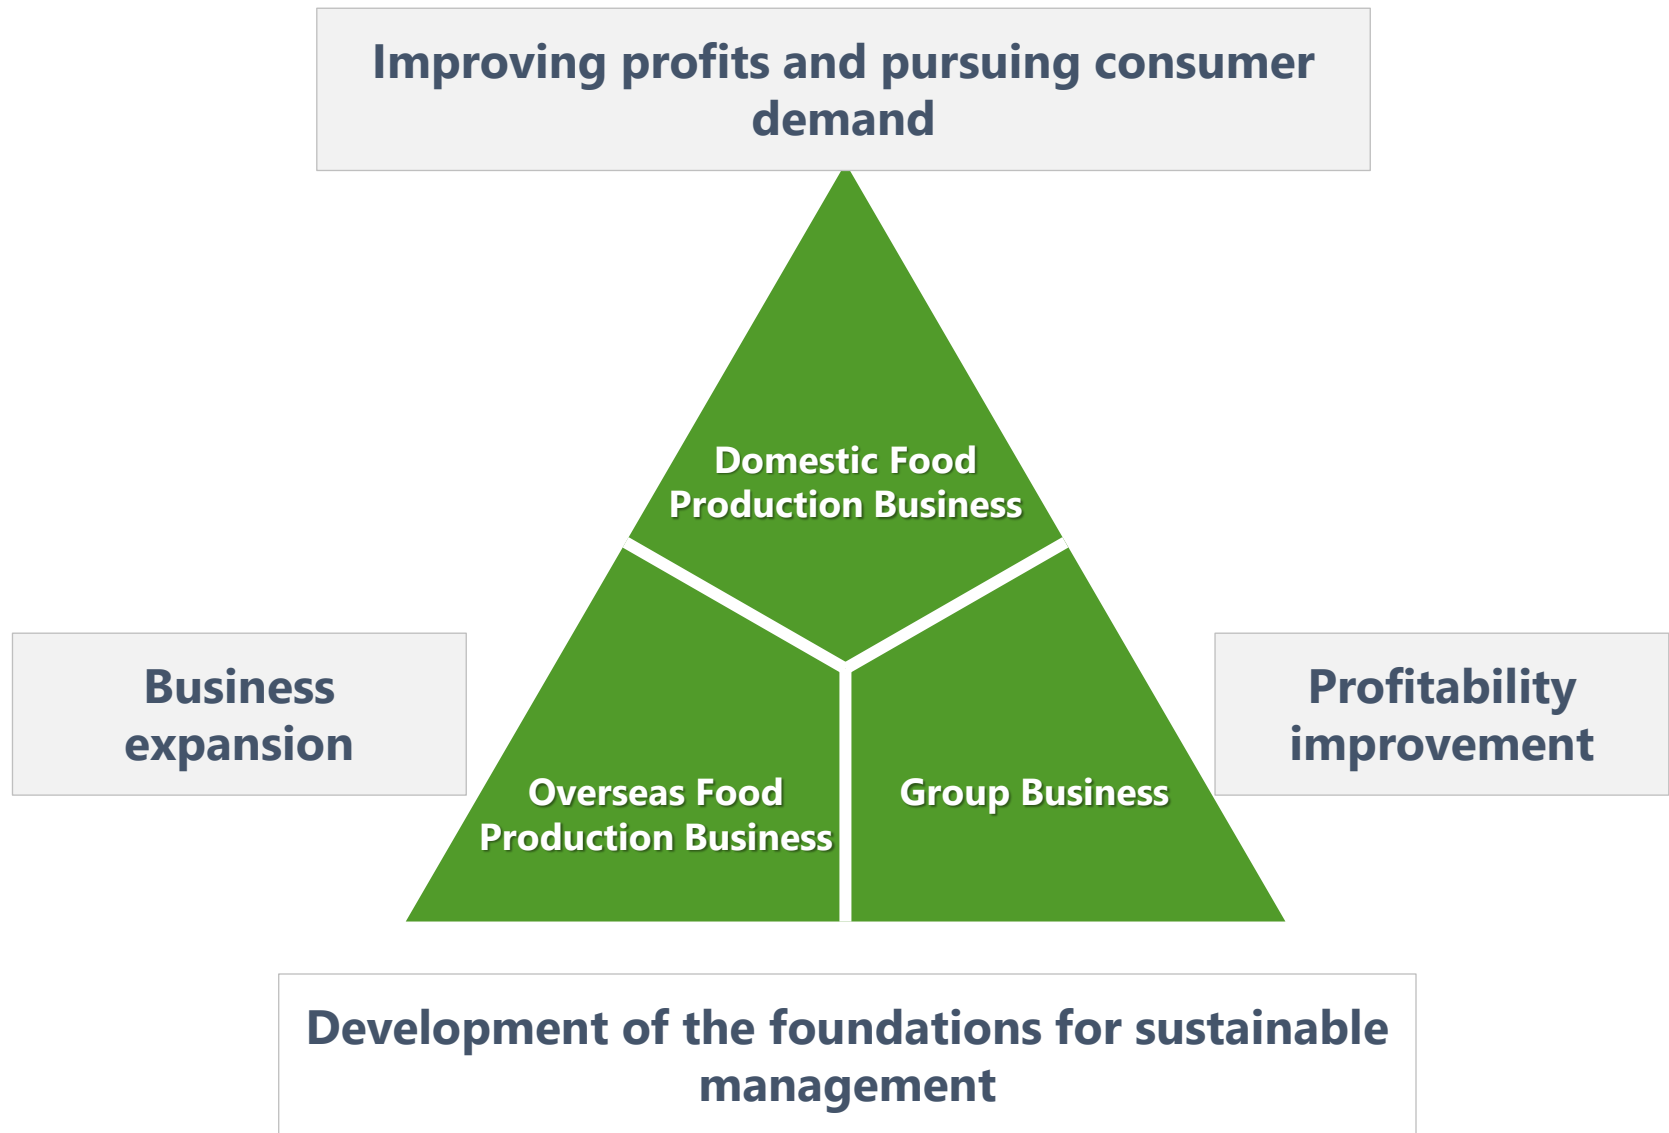 Improving profits and pursuing consumer
demand
Domestic Food
Production Business
Business
expansion
Profitability
improvement
Overseas Food
Production Business
Group Business
Development of the foundations for sustainable
management